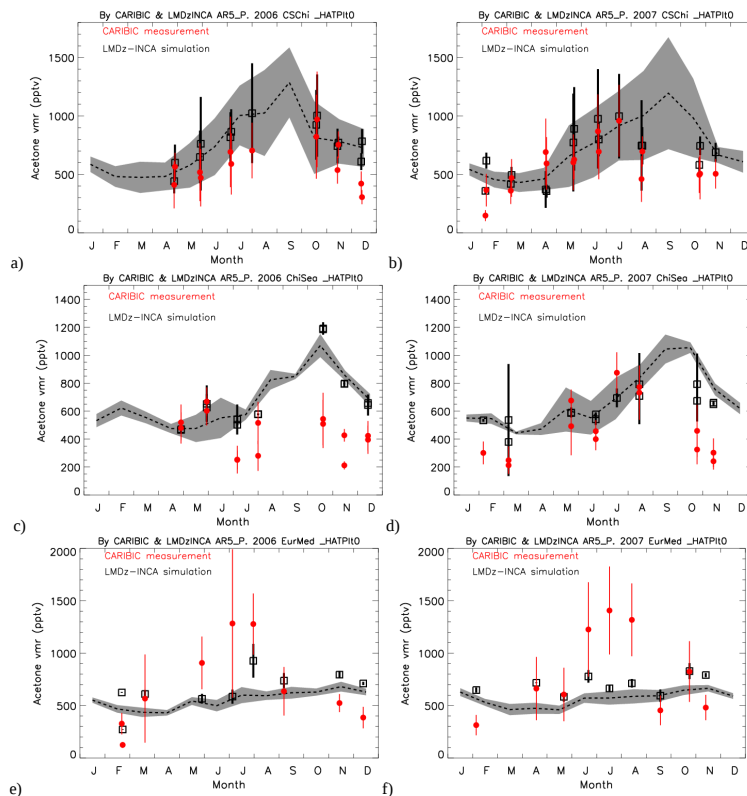 By CARIBIC & LMDzINCA AR5_P. 2006 CSChi _HATPIt0
CARIBIC measurement
LMDz-INCA simulation
Acetone vmr (pptv)
1500
1000
500
0
J F M A M J J A S O N D
Month
a)
By CARIBIC & LMDzINCA AR5_P. 2007 CSChi _HATPIt0
CARIBIC measurement
LMDz-INCA simulation
Acetone vmr (pptv)
1500
1000
500
0
J F M A M J J A S O N D
Month
b)
By CARIBIC & LMDzINCA AR5_P. 2006 ChiSea _HATPIt0
CARIBIC measurement
LMDz-INCA simulation
Acetone vmr (pptv)
1400
1200
1000
800
600
400
200
0
J F M A M J J A S O N D
Month
c)
By CARIBIC & LMDzINCA AR5_P. 2007 ChiSea _HATPIt0
CARIBIC measurement
LMDz-INCA simulation
Acetone vmr (pptv)
1400
1200
1000
800
600
400
200
0
J F M A M J J A S O N D
Month
d)
By CARIBIC & LMDzINCA AR5_P. 2006 EurMed _HATPIt0
CARIBIC measurement
LMDz-INCA simulation
Acetone vmr (pptv)
2000
1500
1000
500
0
J F M A M J J A S O N D
Month
e)
By CARIBIC & LMDzINCA AR5_P. 2007 EurMed _HATPIt0
CARIBIC measurement
LMDz-INCA simulation
Acetone vmr (pptv)
2000
1500
1000
500
0
J F M A M J J A S O N D
Month
f)